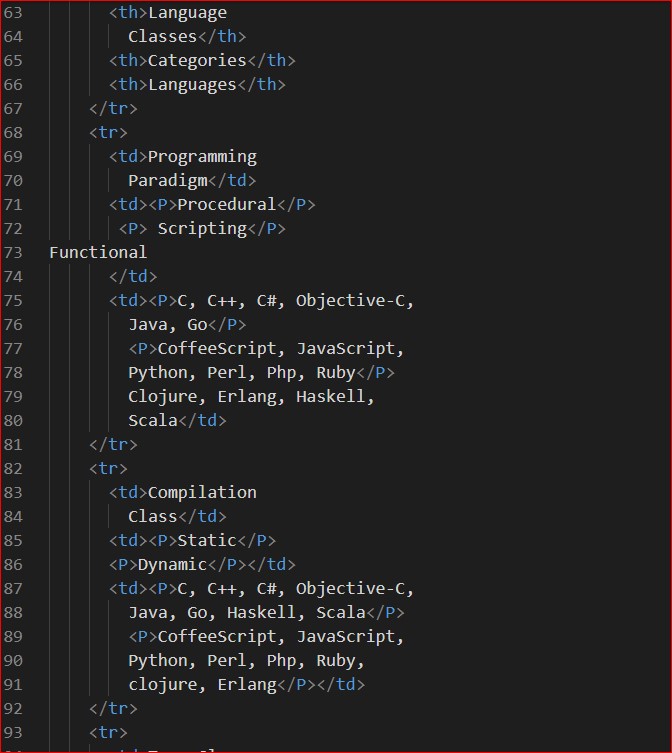 63 <th>Language
64 Classes</th>
65 <th>Categories</th>
66 <th>Languages</th>
67 </tr>
68 <tr>
69 <td>Programming
70 Paradigm</td>
71 <td><P>Procedural</P>
72 <P> Scripting</P>
73 Functional
74 </td>
75 <td><P>C, C++, C#, Objective-C,
76 Java, Go</P>
77 <P>CoffeeScript, JavaScript,
78 Python, Perl, Php, Ruby</P>
79 Clojure, Erlang, Haskell,
80 Scala</td>
81 </tr>
82 <tr>
83 <td>Compilation
84 Class</td>
85 <td><P>Static</P>
86 <P>Dynamic</P></td>
87 <td><P>C, C++, C#, Objective-C,
88 Java, Go, Haskell, Scala</P>
89 <P>CoffeeScript, JavaScript,
90 Python, Perl, Php, Ruby,
91 clojure, Erlang</P></td>
92 </tr>
93 <tr>